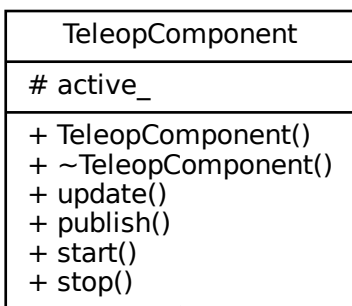 TeleopComponent
# active_
+ TeleopComponent()
+ ~TeleopComponent()
+ update()
+ publish()
+ start()
+ stop()